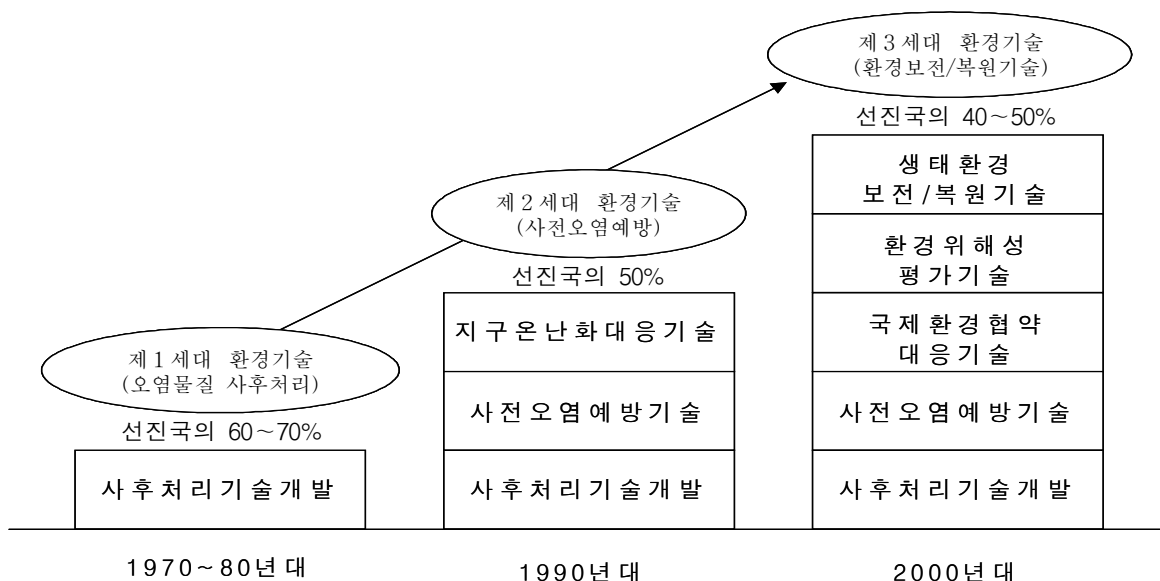 제3세대 환경기술
(환경보전/복원기술)
선진국의 40~50%
생태환경
보전/복원기술
환경위해성
평가기술
국제환경협약
대응기술
사전오염예방기술
사후처리기술개발
2000년대
제2세대 환경기술
(사전오염예방)
선진국의 50%
지구온난화대응기술
사전오염예방기술
사후처리기술개발
1990년대
제1세대 환경기술
(오염물질 사후처리)
선진국의 60~70%
사후처리기술개발
1970~80년대